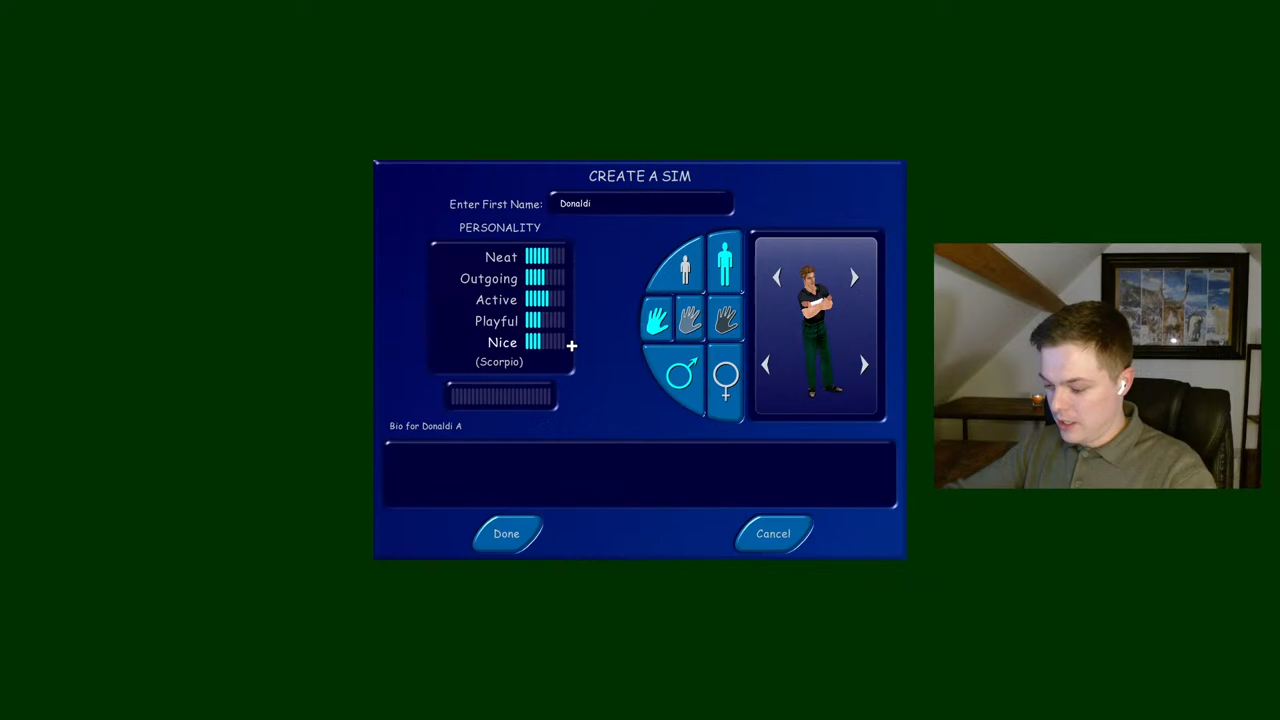 CREATE A SIM
Enter First Name: Donaldi
PERSONALITY
Neat
Outgoing
Active
Playful
Nice
(Scorpio)
Bio for Donaldi A
Done
Cancel